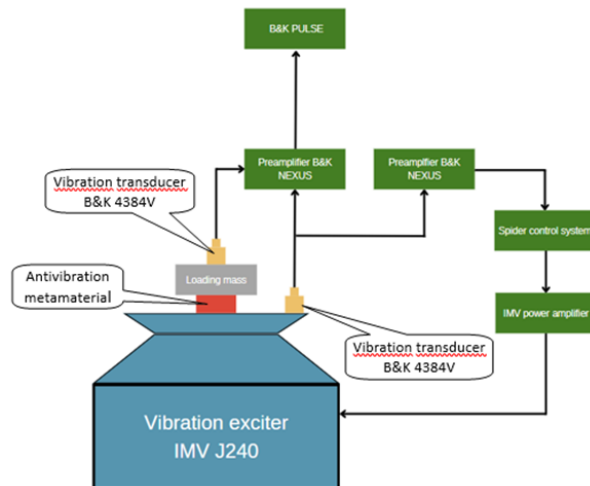 B&K PULSE
Preamplifier B&K
NEXUS
Preamplifier B&K
NEXUS
Vibration transducer
B&K 4384V
Spider control system
Loading mass
Antivibration
metamaterial
IMV power amplifier
Vibration transducer
B&K 4384V
Vibration exciter
IMV J240